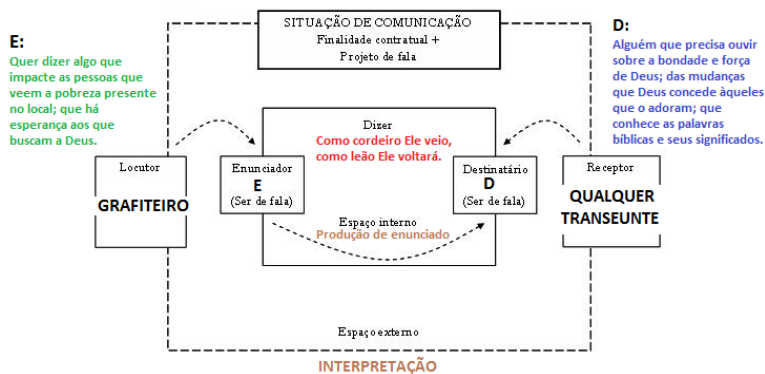 SITUAÇÃO DE COMUNICAÇÃO
Finalidade contratual +
Projeto de fala
E:
Quer dizer algo que
impacte as pessoas que
veem a pobreza presente
no local; que há
esperança aos que
buscam a Deus.
D:
Alguém que precisa ouvir
sobre a bondade e força
de Deus; das mudanças
que Deus concede àqueles
que o adoram; que
conhece as palavras
bíblicas e seus significados.
Dizer
Como cordeiro Ele veio,
como leão Ele voltará.
Locutor
GRAFITEIRO
Enunciador
E
(Ser de fala)
Destinatário
D
(Ser de fala)
Receptor
QUALQUER
TRANSEUNTE
Espaço interno
Produção de enunciado
Espaço externo
INTERPRETAÇÃO